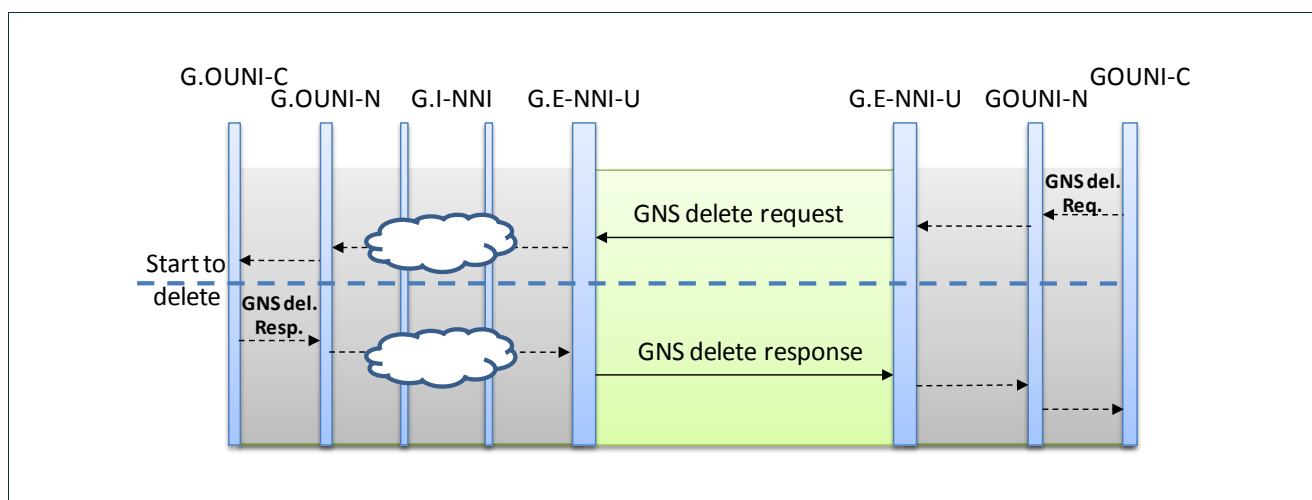 G.OUNI-C
G.OUNI-N
G.I-NNI
G.E-NNI-U
G.E-NNI-U
GOUNI-N
GOUNI-C
GNS del.
Req.
GNS delete request
Start to
delete
GNS del.
Resp.
GNS delete response